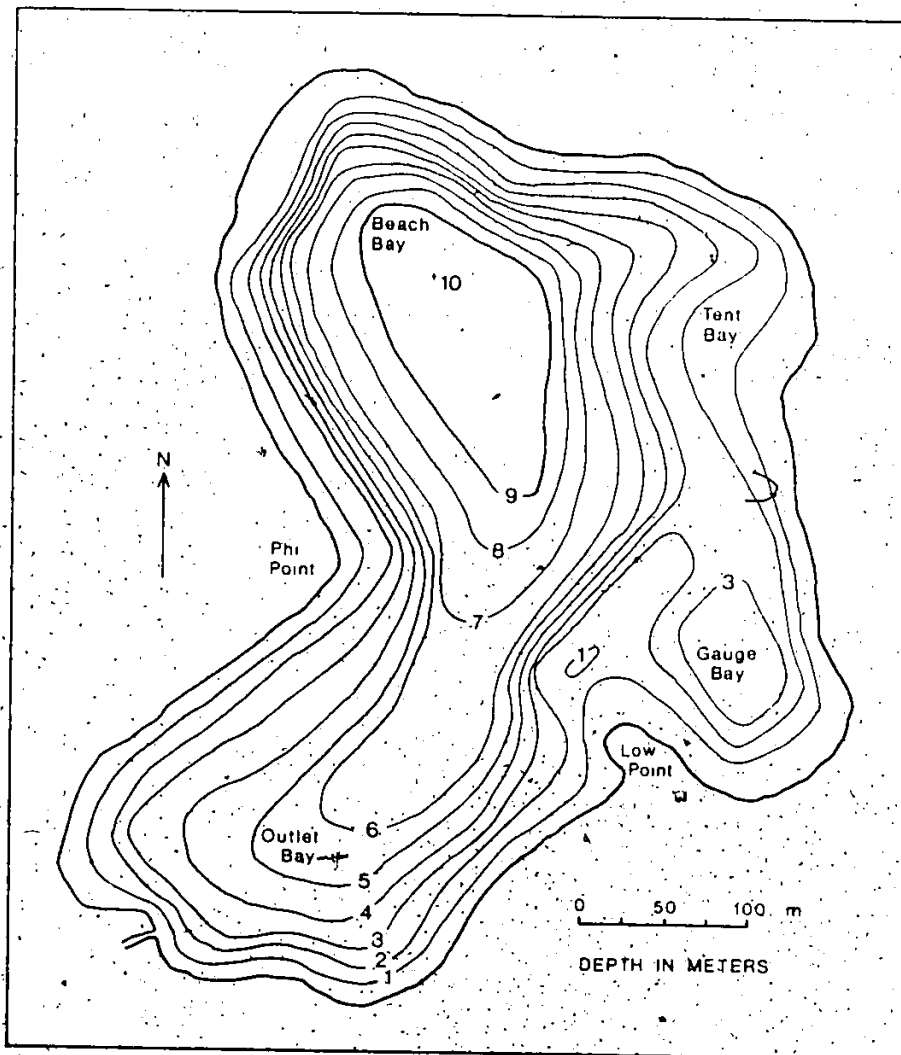 Beach
Bay
10
Tent
Bay
N
9
8
Phi
Point
3
7
1
Gauge
Bay
Low
Point
6
Outlet
Bay
5
4
3
2
1
0 50 100 m
DEPTH IN METERS